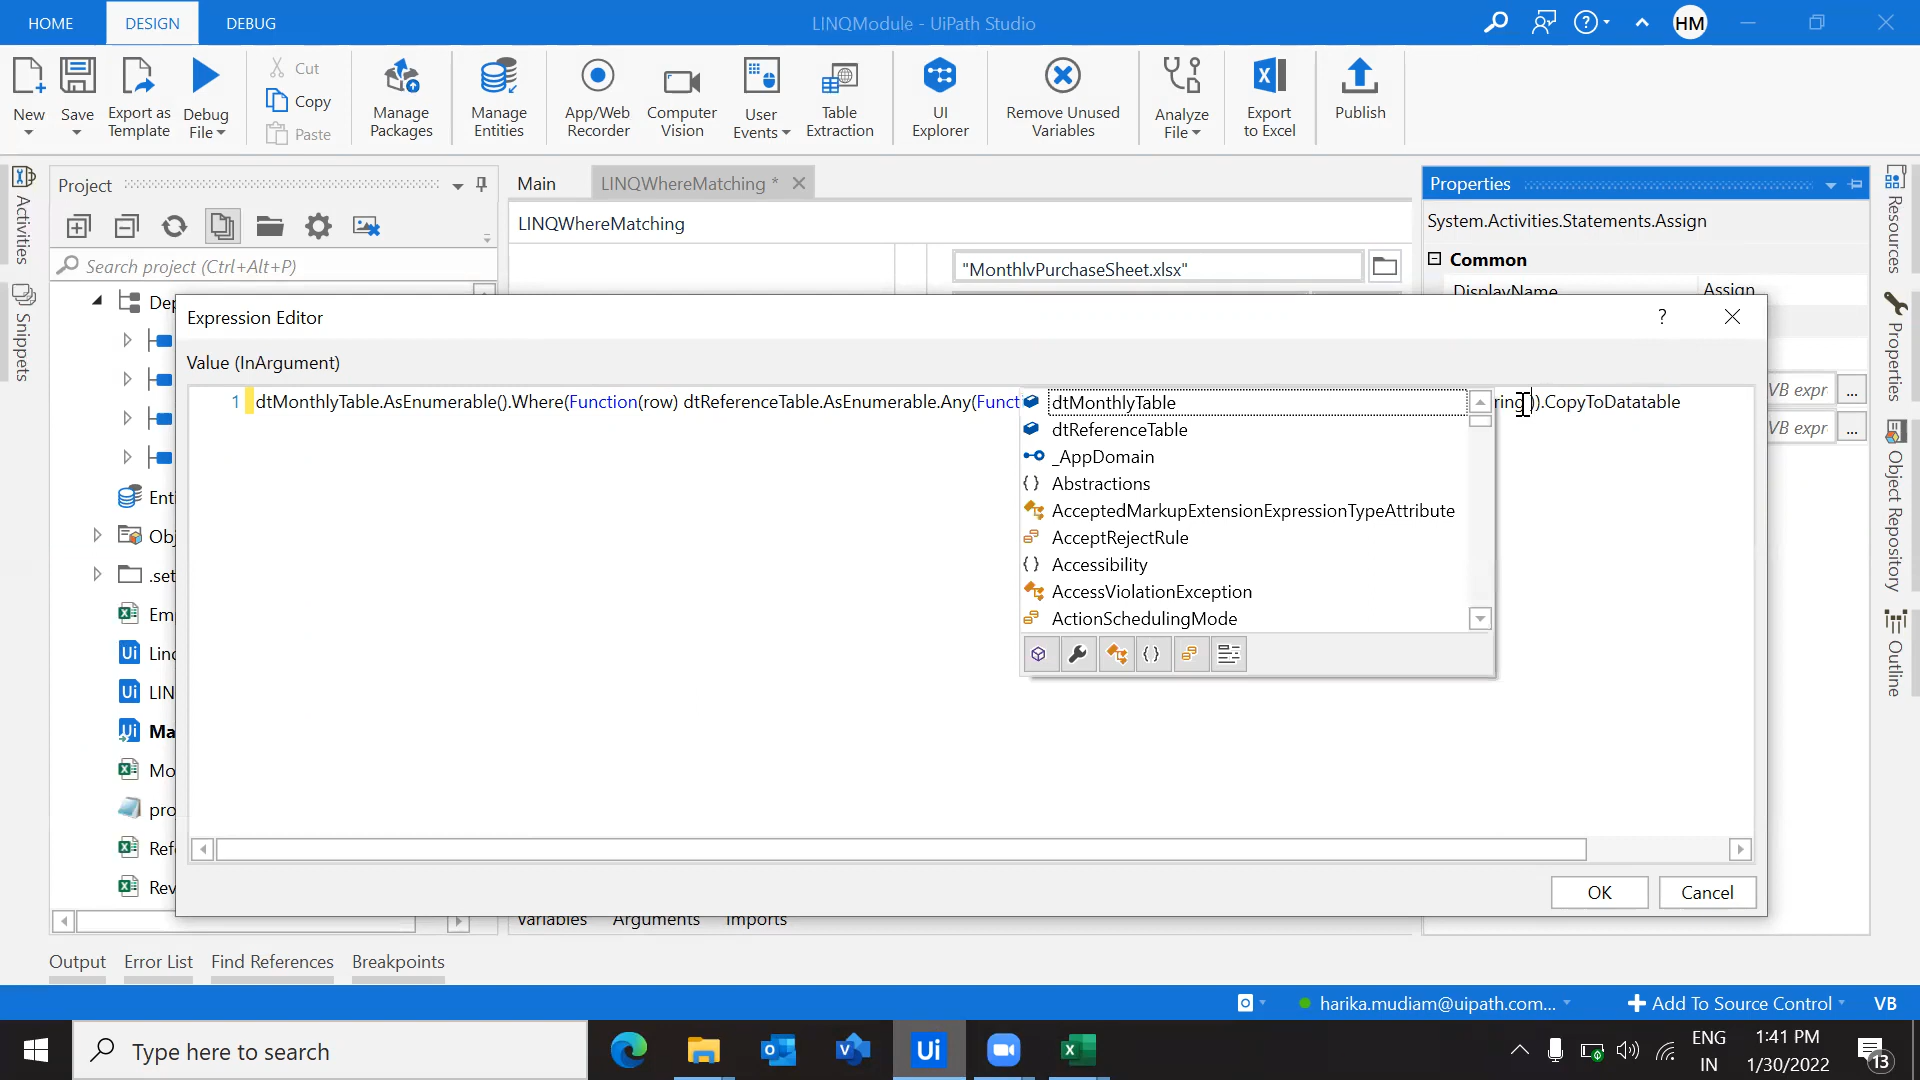 HOME DESIGN DEBUG LINQModule - UiPath Studio HM
New Save Export as Template Debug File Cut Copy Paste Manage Packages Manage Entities App/Web Recorder Computer Vision User Events Table Extraction UI Explorer Remove Unused Variables Analyze File Export to Excel Publish
Project Main LINQWhereMatching * Properties
LINQWhereMatching System.Activities.Statements.Assign
Search project (Ctrl+Alt+P) "MonthlyPurchaseSheet.xlsx" Common
DisplayName Assign
Dep
Expression Editor ?
Value (InArgument)
1 dtMonthlyTable.AsEnumerable().Where(Function(row) dtReferenceTable.AsEnumerable.Any(Funct dtMonthlyTable ring )).CopyToDatatable
VB expr ...
dtReferenceTable VB expr ...
_AppDomain
Abstractions
Enti
AcceptedMarkupExtensionExpressionTypeAttribute
Obj AcceptRejectRule
.set Accessibility
AccessViolationException
Em ActionSchedulingMode
Ui Linc
Ui LIN
Ui Ma
Mo
pro
Ref
Rev OK Cancel
Variables Arguments Imports
Output Error List Find References Breakpoints
harika.mudiam@uipath.com... Add To Source Control VB
Type here to search Ui ENG IN 1:41 PM 1/30/2022 13
Activities
Snippets
Resources
Properties
Object Repository
Outline